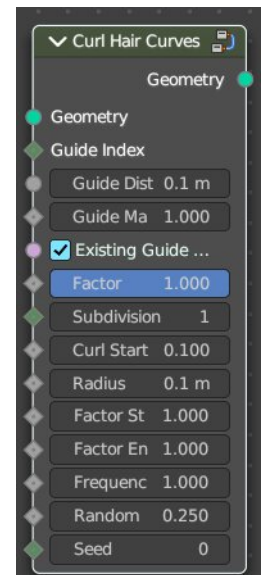 Curl Hair Curves
Geometry
Geometry
Guide Index
Guide Dist 0.1 m
Guide Ma 1.000
Existing Guide ...
Factor 1.000
Subdivision 1
Curl Start 0.100
Radius 0.1 m
Factor St 1.000
Factor En 1.000
Frequenc 1.000
Random 0.250
Seed 0